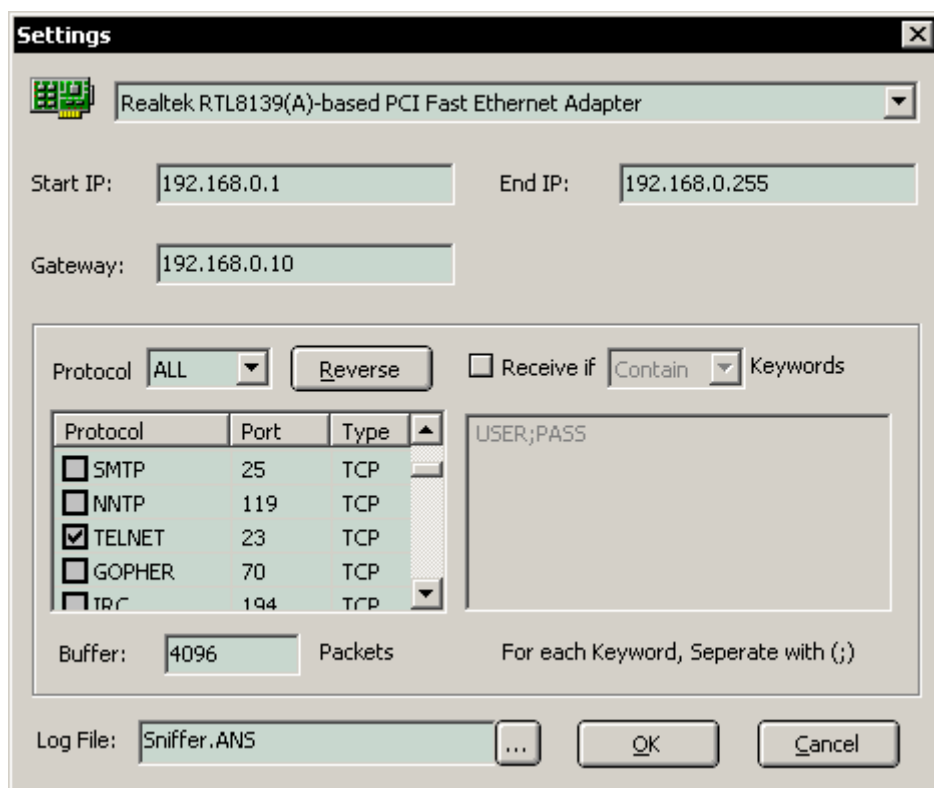 Settings
Realtek RTL8139(A)-based PCI Fast Ethernet Adapter
Start IP: 192.168.0.1 End IP: 192.168.0.255
Gateway: 192.168.0.10
Protocol ALL Reverse Receive if Contain Keywords
Protocol Port Type
SMTP 25 TCP
NNTP 119 TCP
TELNET 23 TCP
GOPHER 70 TCP
IRC 194 TCP
USER;PASS
Buffer: 4096 Packets For each Keyword, Seperate with (;)
Log File: Sniffer.ANS ... OK Cancel